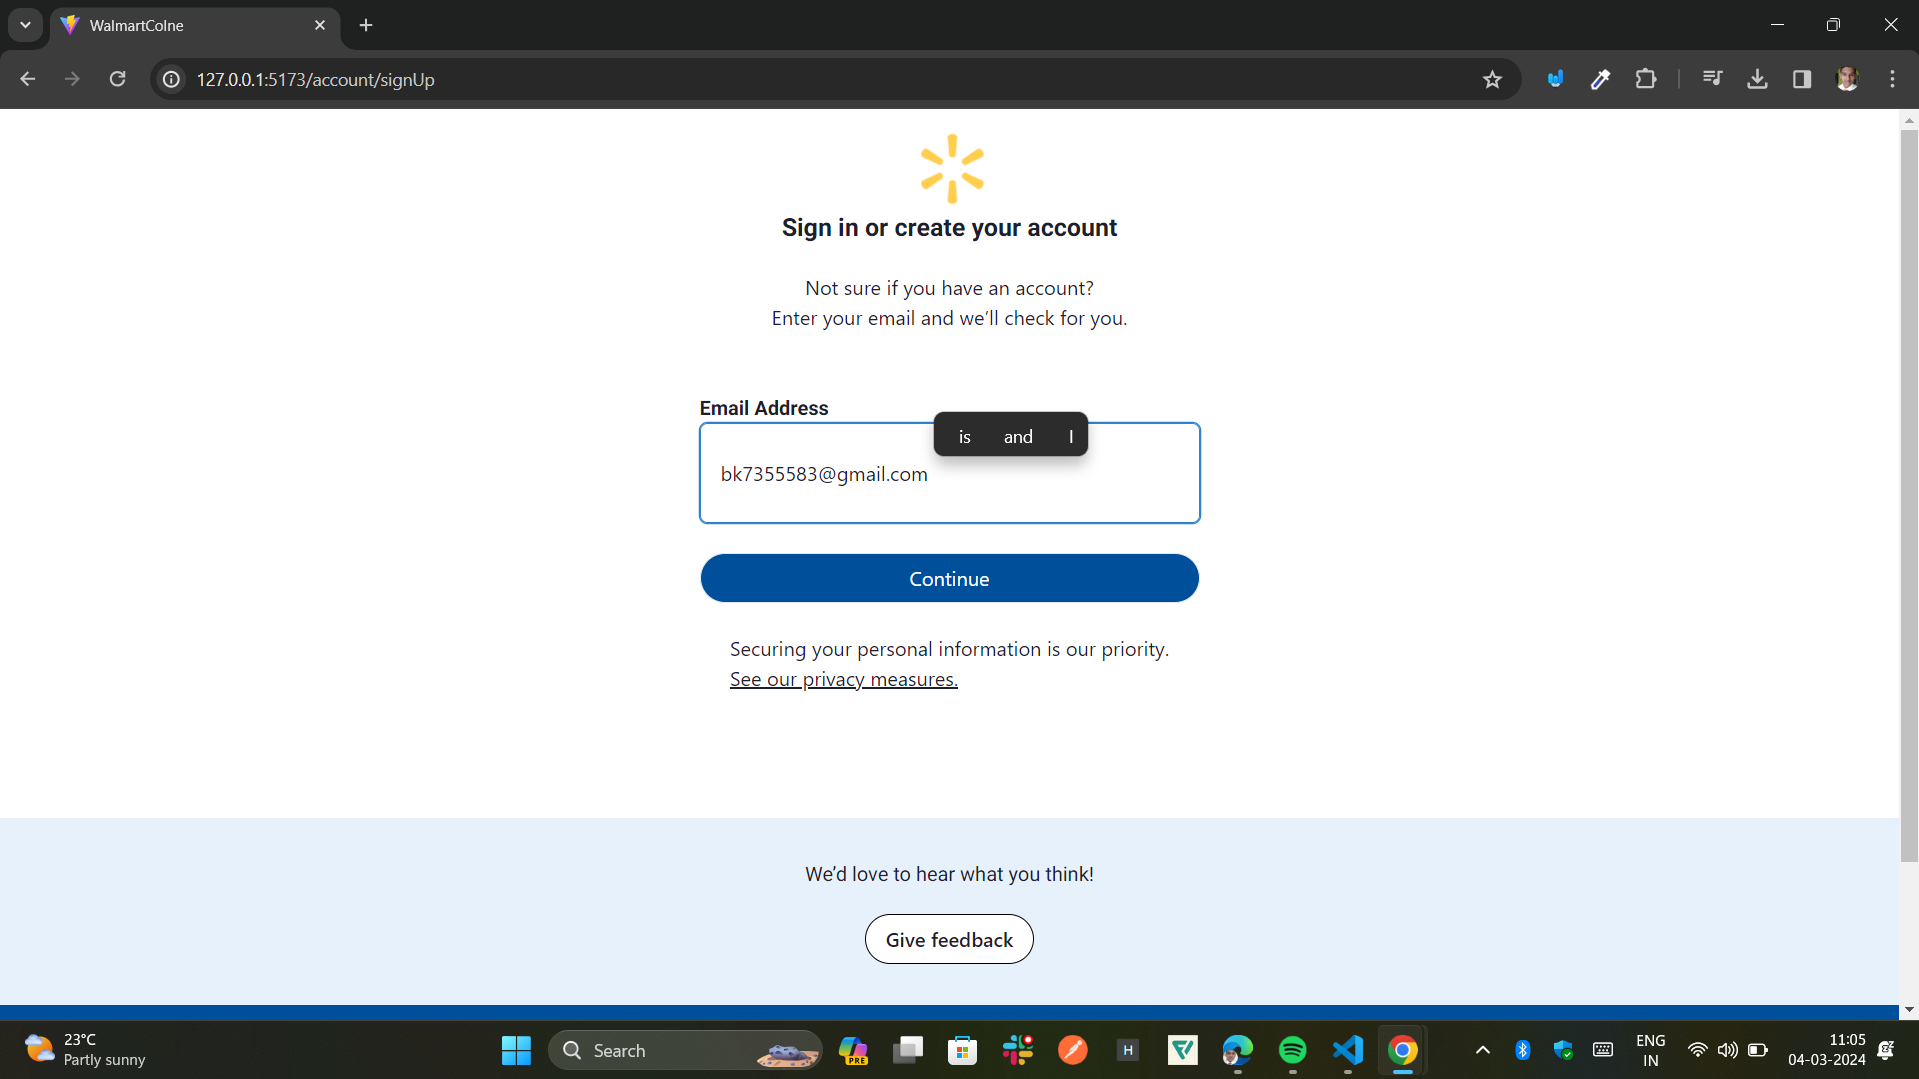 WalmartColne
127.0.0.1:5173/account/signUp
Sign in or create your account
Not sure if you have an account?
Enter your email and we’ll check for you.
Email Address
is and I
bk7355583@gmail.com
Continue
Securing your personal information is our priority.
See our privacy measures.
We’d love to hear what you think!
Give feedback
23°C
Partly sunny
Search
PRE
H
ENG
IN
11:05
04-03-2024